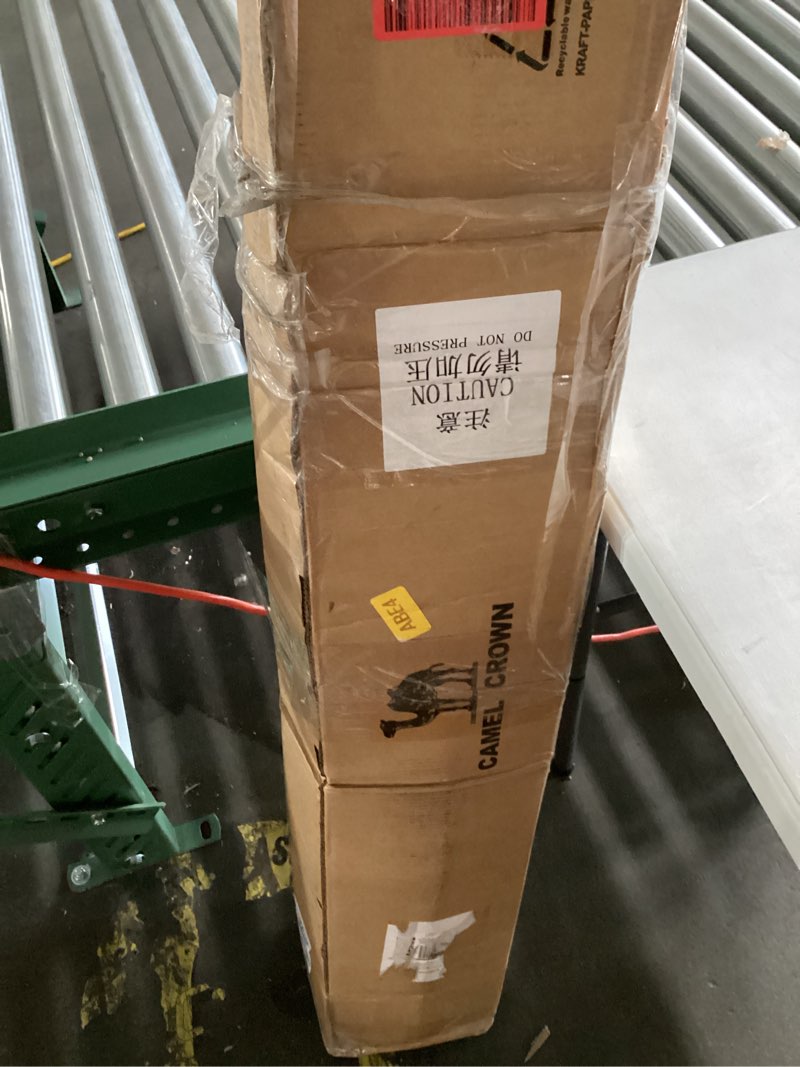 Recyclable
KRAFT-PAP
注意
CAUTION
请勿加压
DO NOT PRESSURE
ABE4
CAMEL CROWN
S